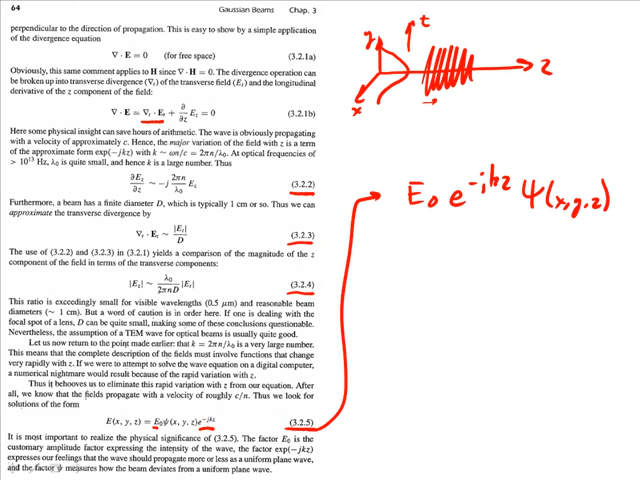 64
Gaussian Beams Chap. 3
perpendicular to the direction of propagation. This is easy to show by a simple application
of the divergence equation
∇ · E = 0 (for free space) (3.2.1a)
Obviously, this same comment applies to H since ∇ · H = 0. The divergence operation can
be broken up into transverse divergence (∇t) of the transverse field (Et) and the longitudinal
derivative of the z component of the field:
∇ · E = ∇t · Et + ∂/∂z Ez = 0 (3.2.1b)
Here some physical insight can save hours of arithmetic. The wave is obviously propagating
with a velocity of approximately c. Hence, the major variation of the field with z is a term
of the approximate form exp(−jkz) with k ~ ωn/c = 2πn/λ0. At optical frequencies of
> 10¹³ Hz, λ0 is quite small, and hence k is a large number. Thus
∂Ez/∂z ~ −j 2πn/λ0 Ez (3.2.2)
Furthermore, a beam has a finite diameter D, which is typically 1 cm or so. Thus we can
approximate the transverse divergence by
∇t · Et ~ |Et|/D (3.2.3)
The use of (3.2.2) and (3.2.3) in (3.2.1) yields a comparison of the magnitude of the z
component of the field in terms of the transverse components:
|Ez| ~ λ0/2πnD |Et| (3.2.4)
This ratio is exceedingly small for visible wavelengths (0.5 μm) and reasonable beam
diameters (~ 1 cm). But a word of caution is in order here. If one is dealing with the
focal spot of a lens, D can be quite small, making some of these conclusions questionable.
Nevertheless, the assumption of a TEM wave for optical beams is usually quite good.
Let us now return to the point made earlier: that k = 2πn/λ0 is a very large number.
This means that the complete description of the fields must involve functions that change
very rapidly with z. If we were to attempt to solve the wave equation on a digital computer,
a numerical nightmare would result because of the rapid variation with z.
Thus it behooves us to eliminate this rapid variation with z from our equation. After
all, we know that the fields propagate with a velocity of roughly c/n. Thus we look for
solutions of the form
E(x, y, z) = E0ψ(x, y, z)e^−jkz (3.2.5)
It is most important to realize the physical significance of (3.2.5). The factor E0 is the
customary amplitude factor expressing the intensity of the wave, the factor exp(−jkz)
expresses our feelings that the wave should propagate more or less as a uniform plane wave,
and the factor ψ measures how the beam deviates from a uniform plane wave.
y
t
z
x
E0 e^−jkz Ψ(x,y,z)